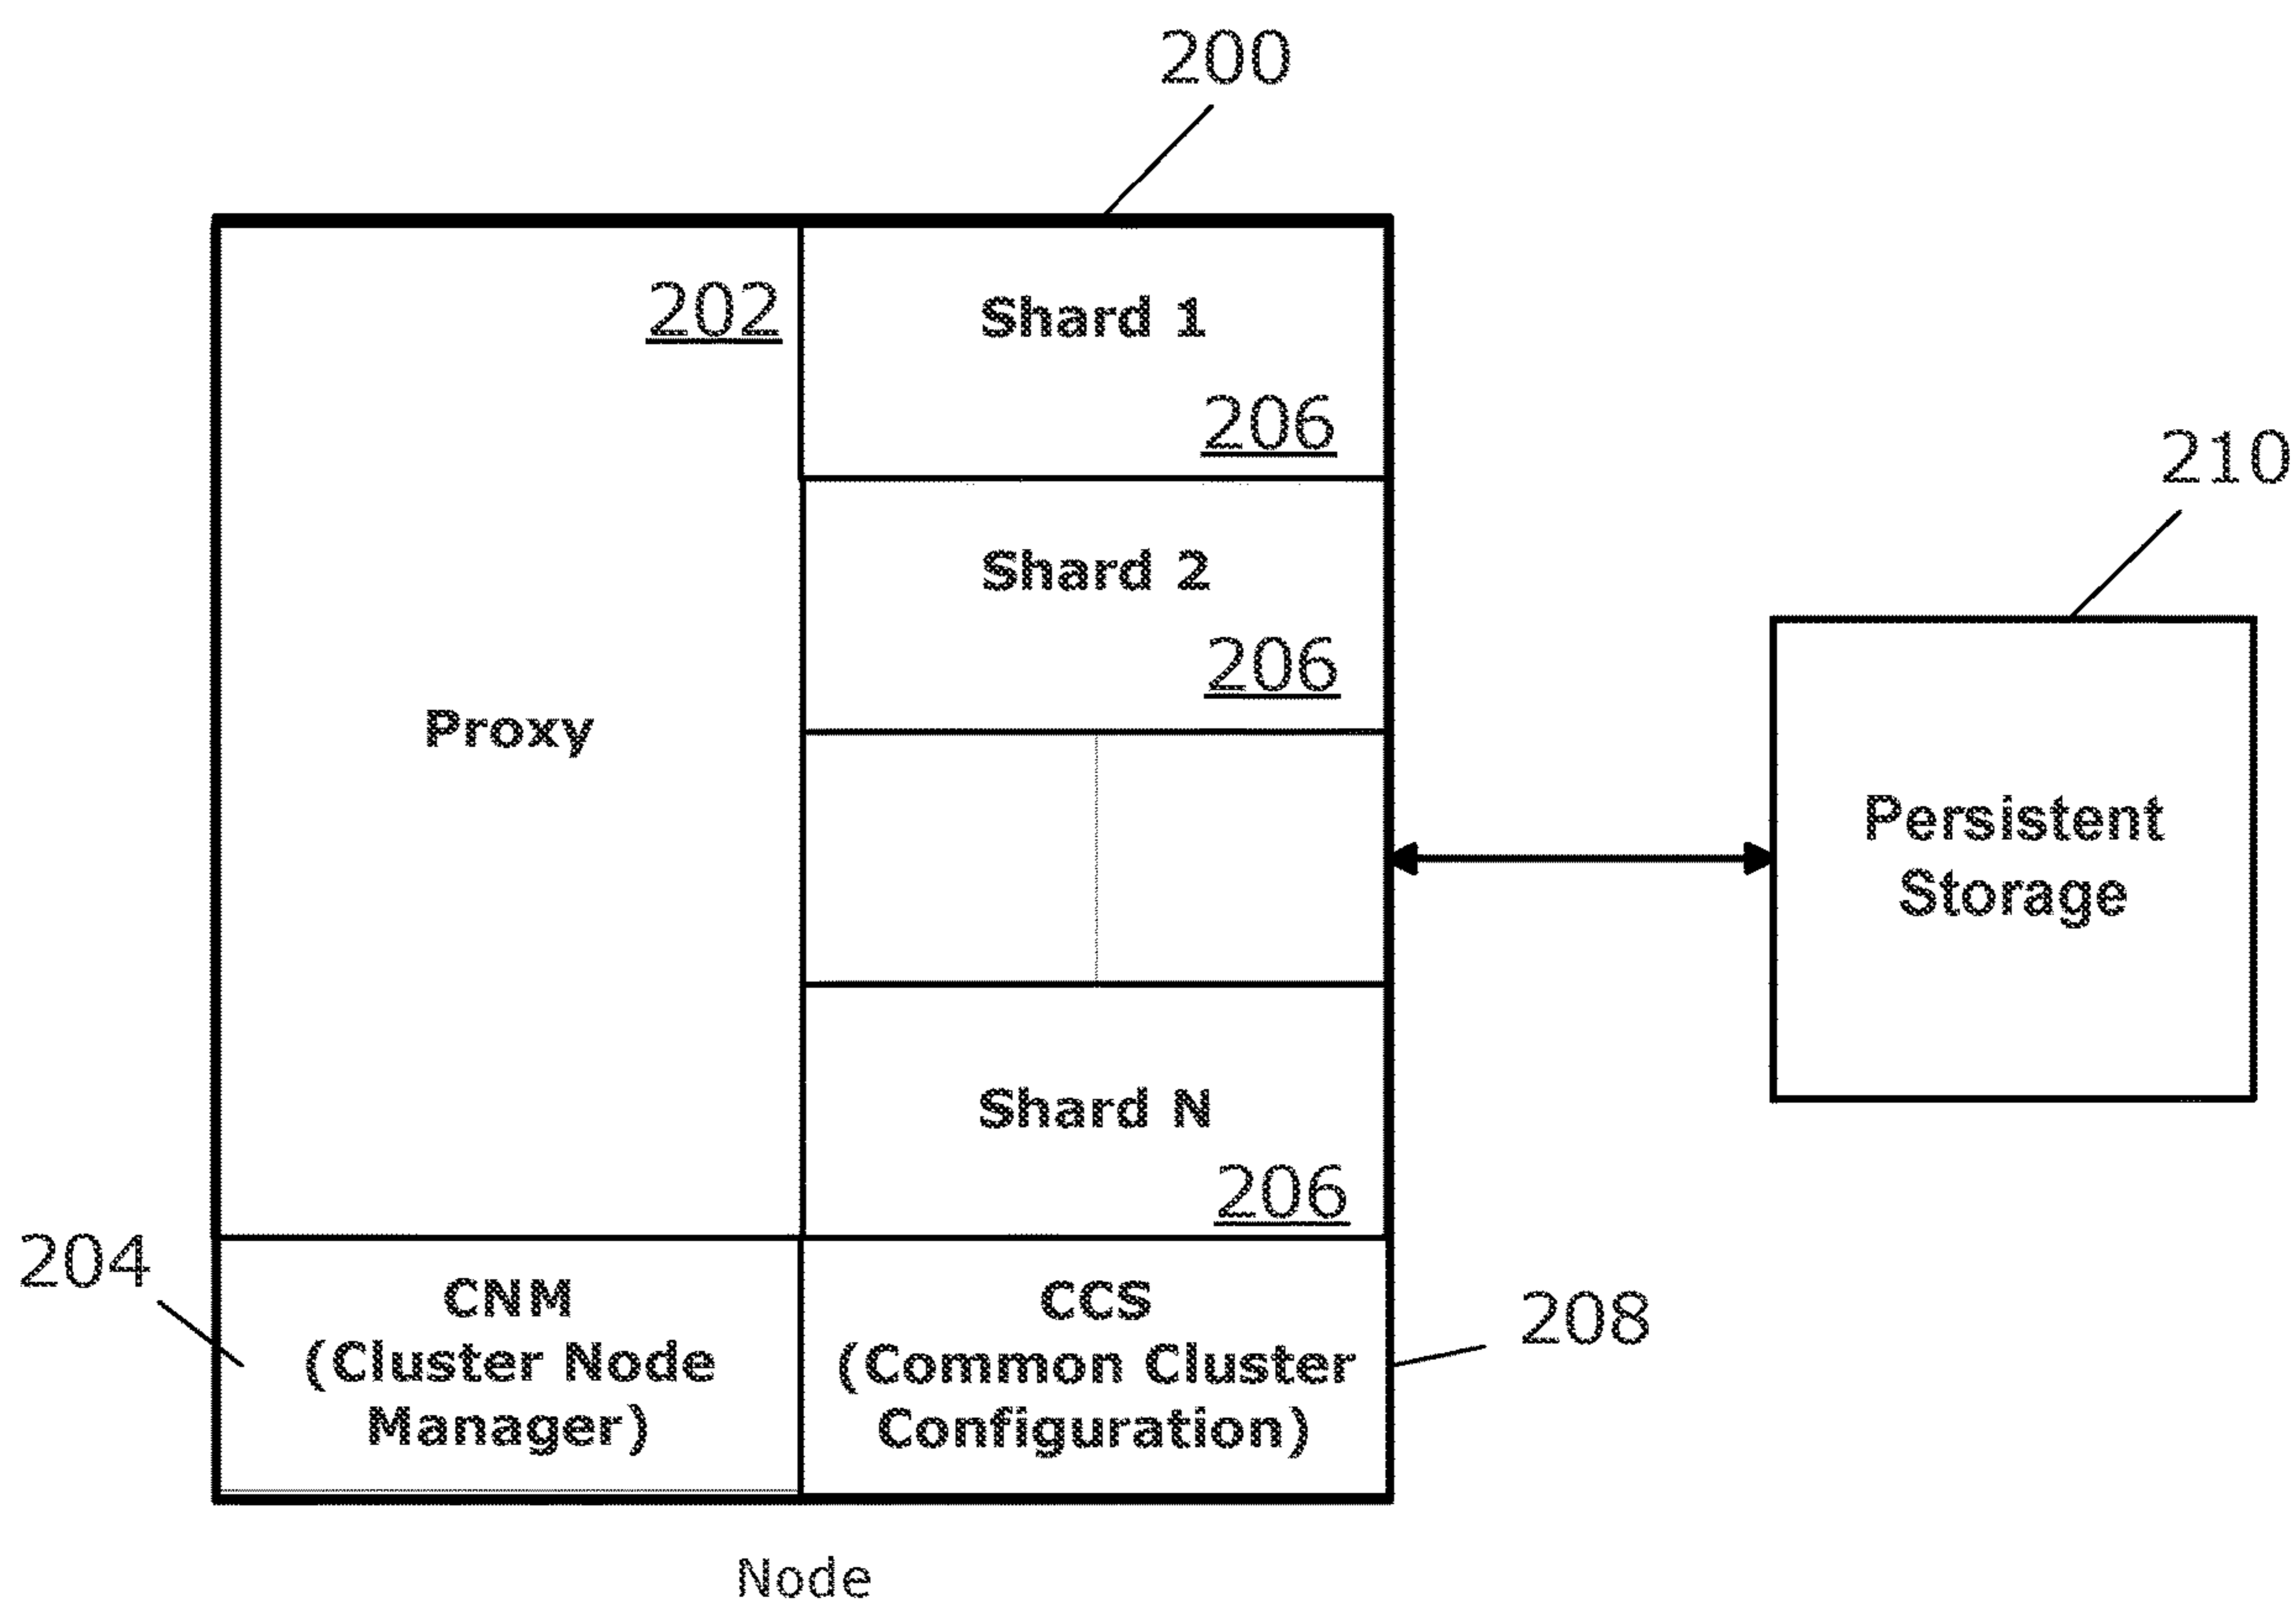 200
202
Shard 1
206
210
Shard 2
206
Proxy
Persistent
Storage
Shard N
206
204
CNM
(Cluster Node
Manager)
CCS
(Common Cluster
Configuration)
208
Node